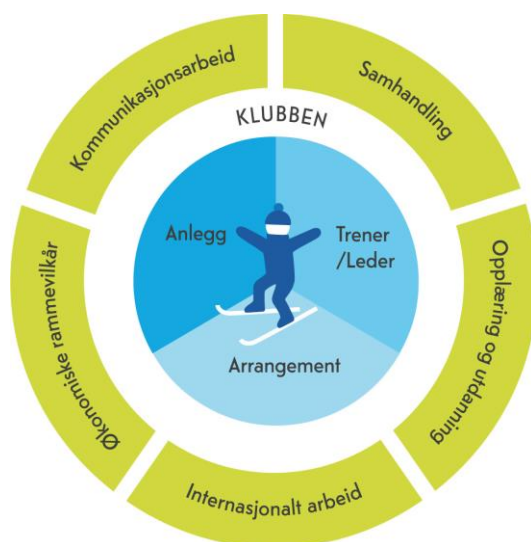 Kommunikasjonsarbeid
Samhandling
KLUBBEN
Anlegg
Trener
/Leder
Arrangement
Økonomiske rammevilkår
Opplæring og utdanning
Internasjonalt arbeid